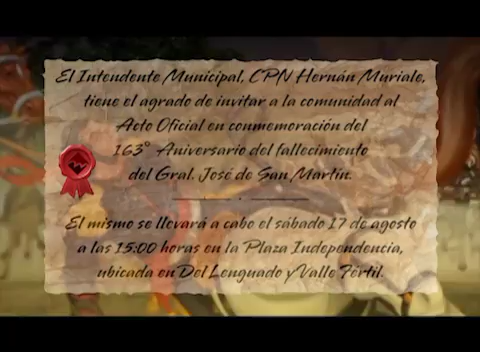 El Intendente Municipal, CPN Hernán Muriale,
tiene el agrado de invitar a la comunidad al
Acto Oficial en conmemoración del
163° Aniversario del fallecimiento
del Gral. José de San Martín.
El mismo se llevará a cabo el sábado 17 de agosto
a las 15:00 horas en la Plaza Independencia,
ubicada en Del Lenguado y Valle Fértil.